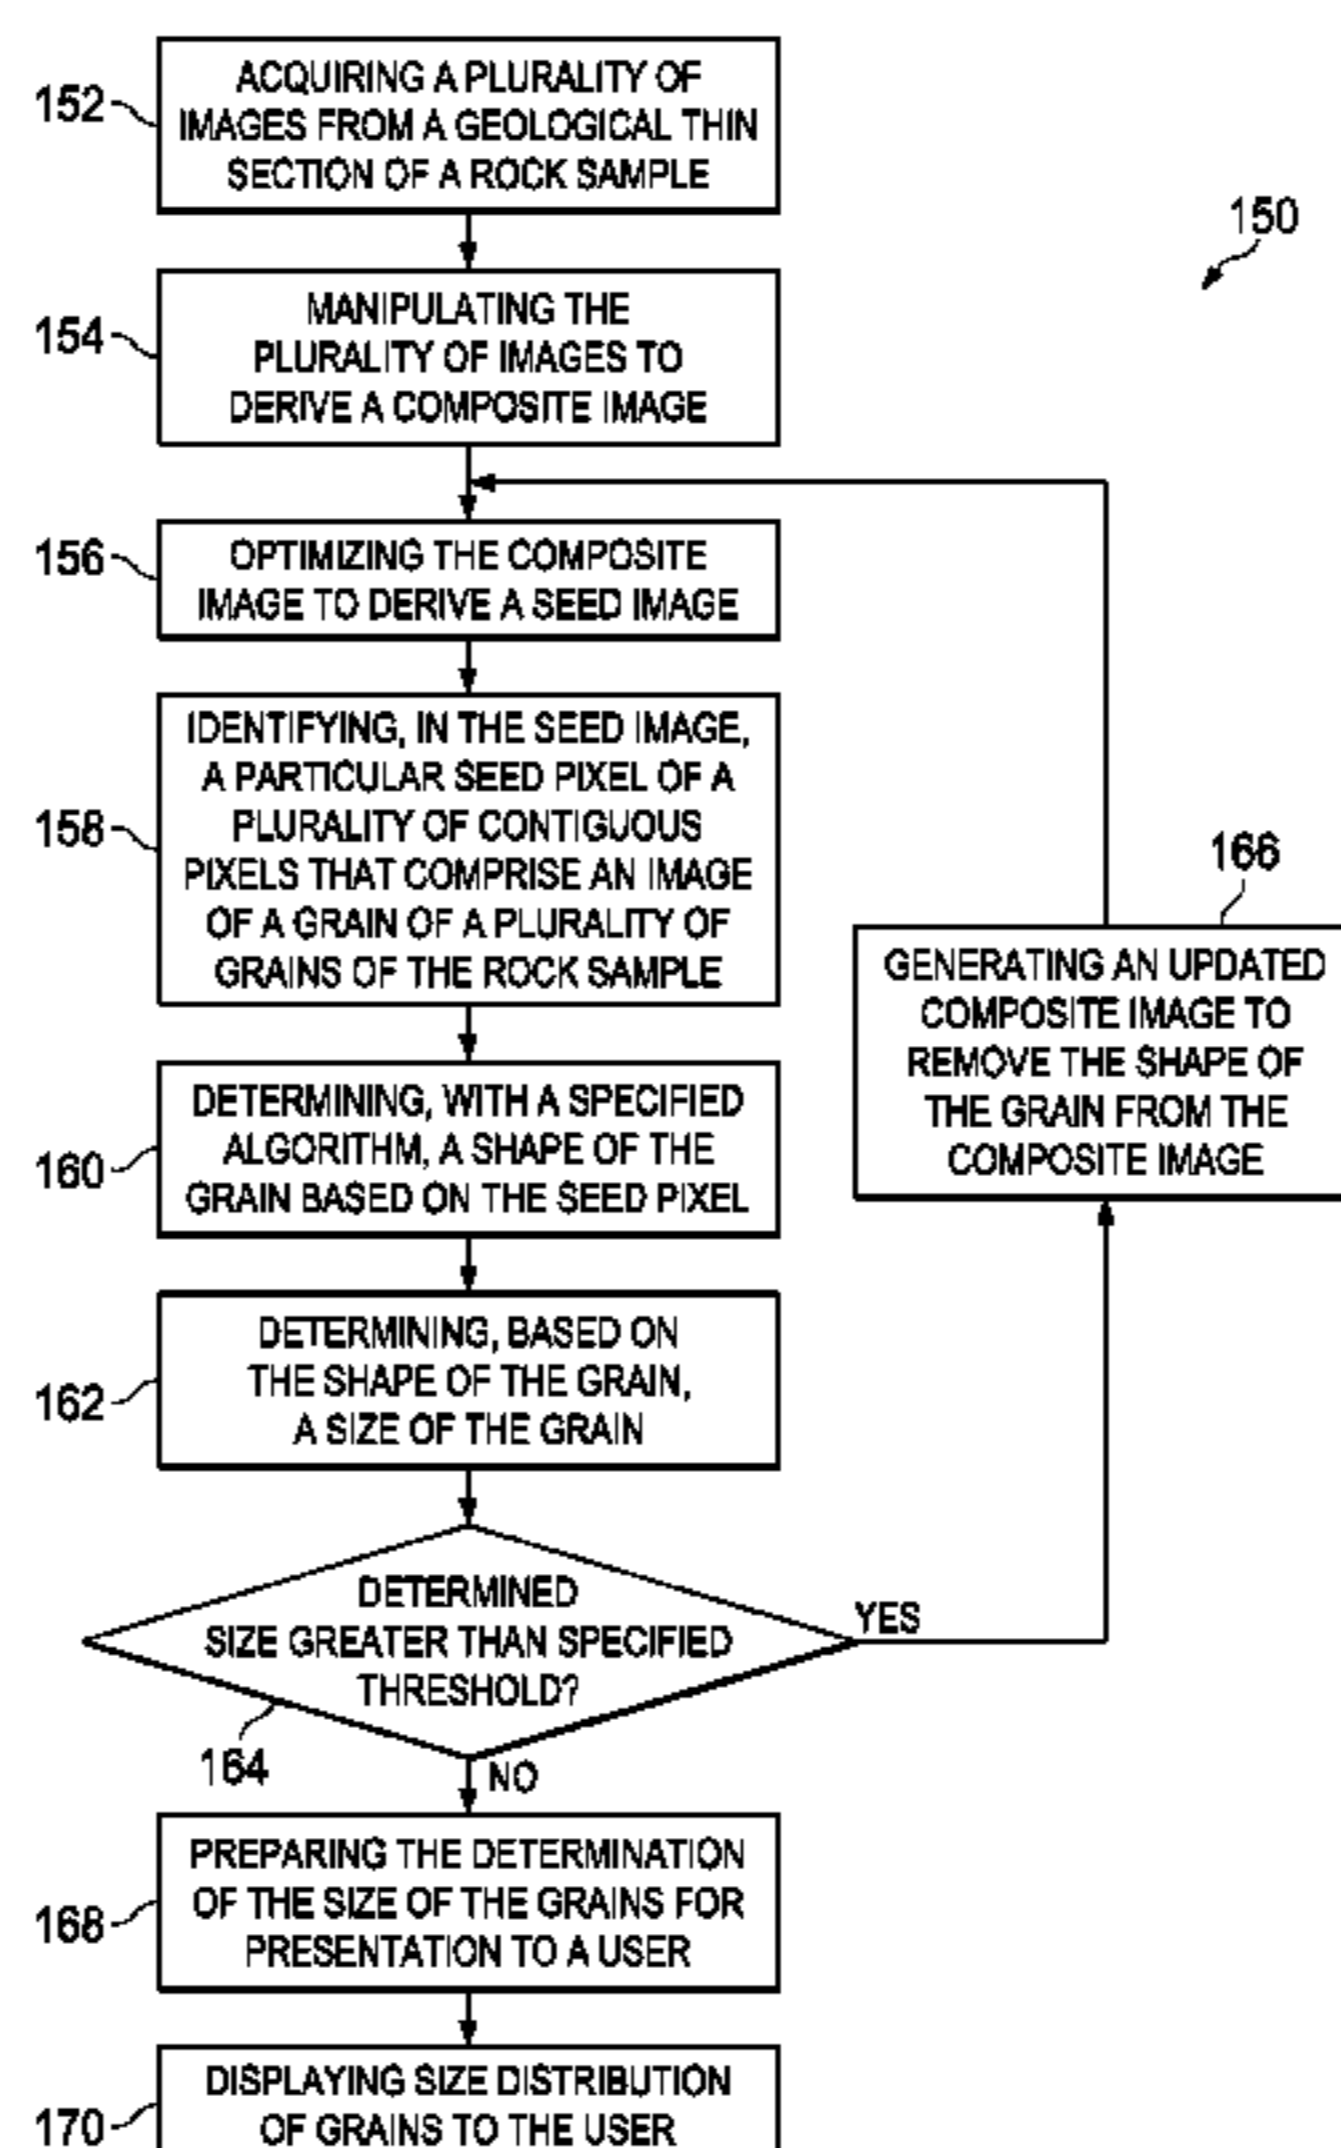 152
ACQUIRING A PLURALITY OF
IMAGES FROM A GEOLOGICAL THIN
SECTION OF A ROCK SAMPLE
150
154
MANIPULATING THE
PLURALITY OF IMAGES TO
DERIVE A COMPOSITE IMAGE
156
OPTIMIZING THE COMPOSITE
IMAGE TO DERIVE A SEED IMAGE
158
IDENTIFYING, IN THE SEED IMAGE,
A PARTICULAR SEED PIXEL OF A
PLURALITY OF CONTIGUOUS
PIXELS THAT COMPRISE AN IMAGE
OF A GRAIN OF A PLURALITY OF
GRAINS OF THE ROCK SAMPLE
166
GENERATING AN UPDATED
COMPOSITE IMAGE TO
REMOVE THE SHAPE OF
THE GRAIN FROM THE
COMPOSITE IMAGE
160
DETERMINING, WITH A SPECIFIED
ALGORITHM, A SHAPE OF THE
GRAIN BASED ON THE SEED PIXEL
162
DETERMINING, BASED ON
THE SHAPE OF THE GRAIN,
A SIZE OF THE GRAIN
DETERMINED
SIZE GREATER THAN SPECIFIED
THRESHOLD?
YES
164
NO
168
PREPARING THE DETERMINATION
OF THE SIZE OF THE GRAINS FOR
PRESENTATION TO A USER
170
DISPLAYING SIZE DISTRIBUTION
OF GRAINS TO THE USER